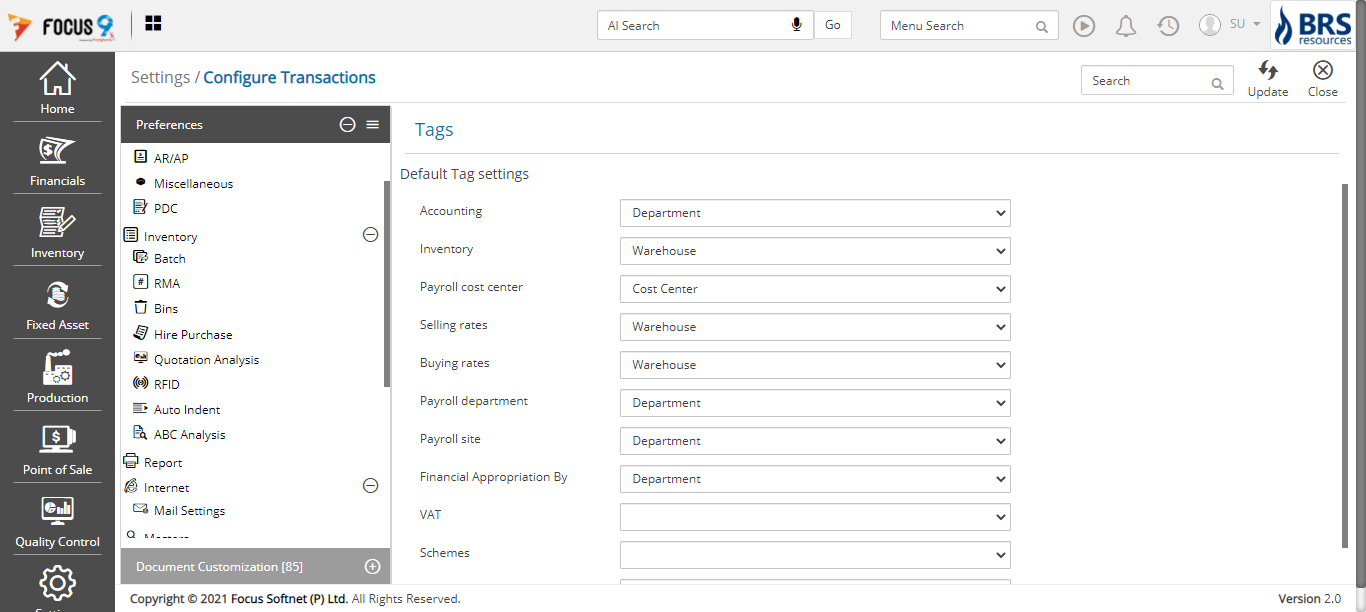 FOCUS 9
AI Search
Go
Menu Search
SU
BRS
resources
Home
Financials
Inventory
Fixed Asset
Production
Point of Sale
Quality Control
Settings / Configure Transactions
Search
Update
Close
Preferences
AR/AP
Miscellaneous
PDC
Inventory
Batch
RMA
Bins
Hire Purchase
Quotation Analysis
RFID
Auto Indent
ABC Analysis
Report
Internet
Mail Settings
Masters
Document Customization [85]
Tags
Default Tag settings
Accounting Department
Inventory Warehouse
Payroll cost center Cost Center
Selling rates Warehouse
Buying rates Warehouse
Payroll department Department
Payroll site Department
Financial Appropriation By Department
VAT
Schemes
Copyright © 2021 Focus Softnet (P) Ltd. All Rights Reserved.
Version 2.0